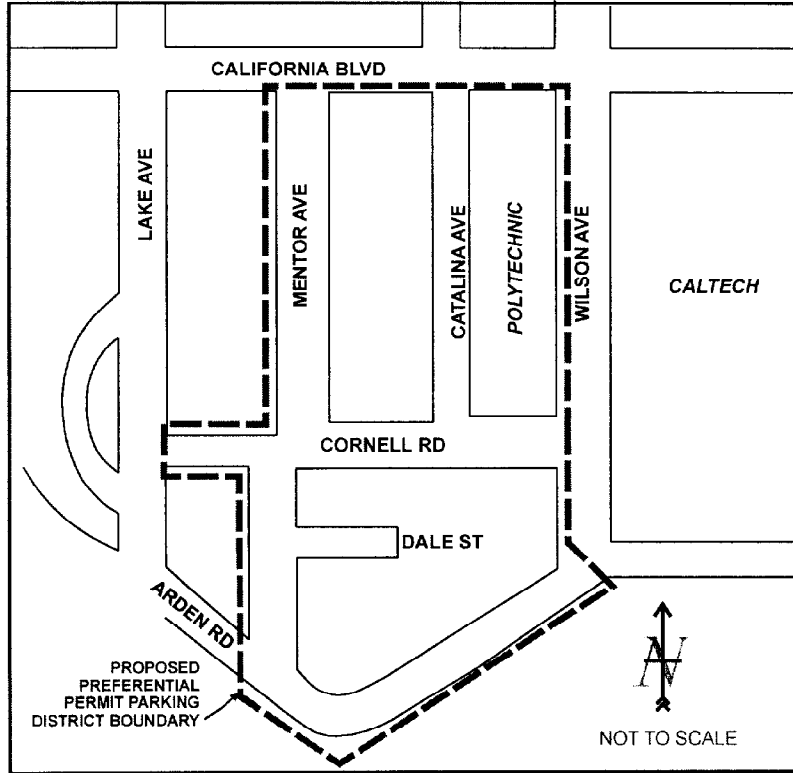 CALIFORNIA BLVD
LAKE AVE
MENTOR AVE
CATALINA AVE
POLYTECHNIC
WILSON AVE
CALTECH
CORNELL RD
DALE ST
ARDEN RD
PROPOSED
PREFERENTIAL
PERMIT PARKING
DISTRICT BOUNDARY
N
NOT TO SCALE